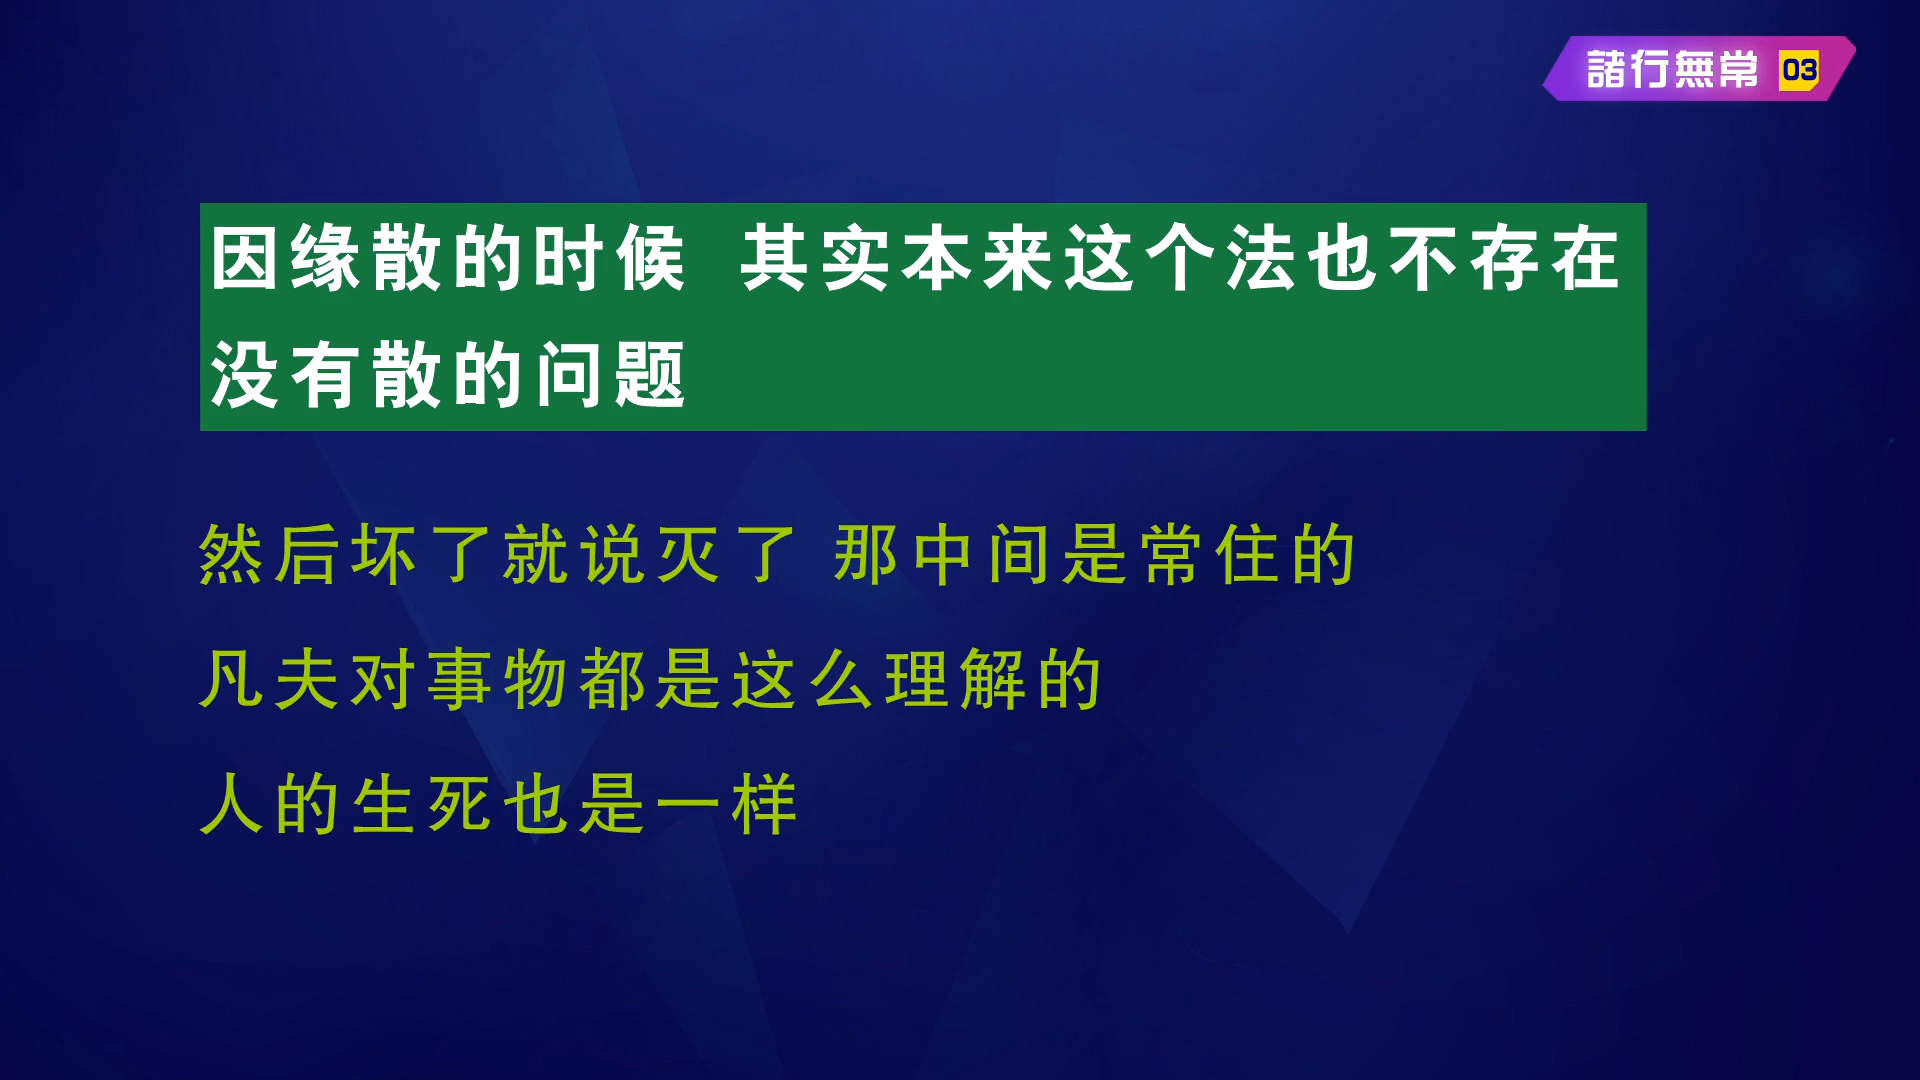 諸行無常 03
因缘散的时候 其实本来这个法也不存在
没有散的问题
然后坏了就说灭了 那中间是常住的
凡夫对事物都是这么理解的
人的生死也是一样